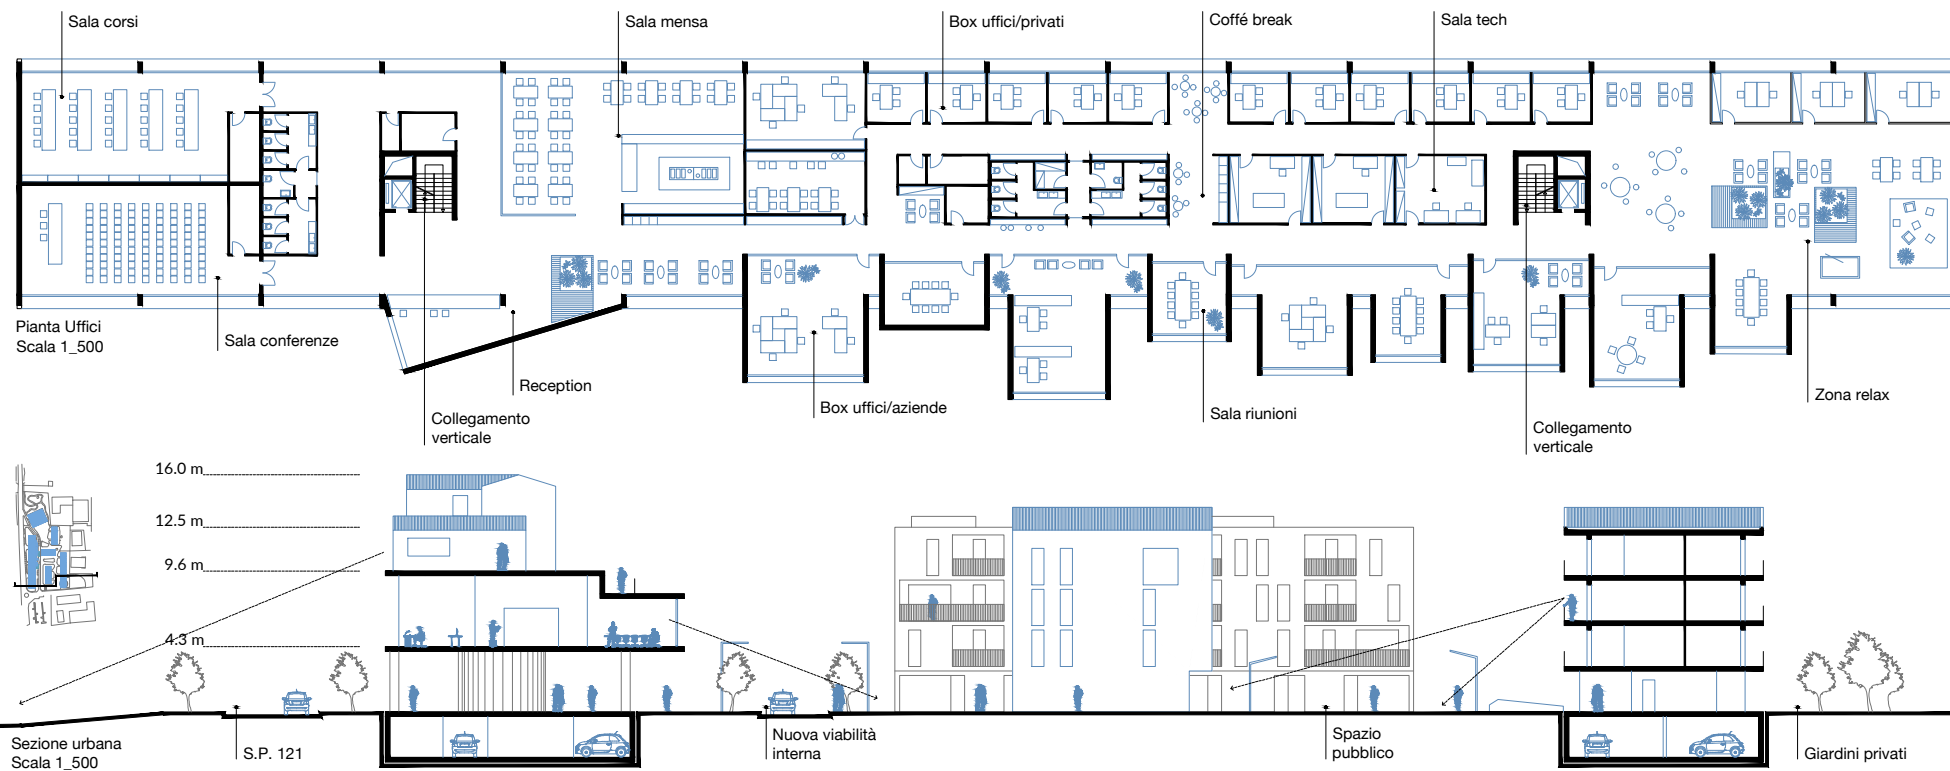 Sala corsi
Sala mensa
Box uffici/privati
Coffé break
Sala tech
Pianta Uffici
Scala 1_500
Sala conferenze
Reception
Collegamento
verticale
Box uffici/aziende
Sala riunioni
Collegamento
verticale
Zona relax
16.0 m
12.5 m
9.6 m
4.3 m
Sezione urbana
Scala 1_500
S.P. 121
Nuova viabilità
interna
Spazio
pubblico
Giardini privati